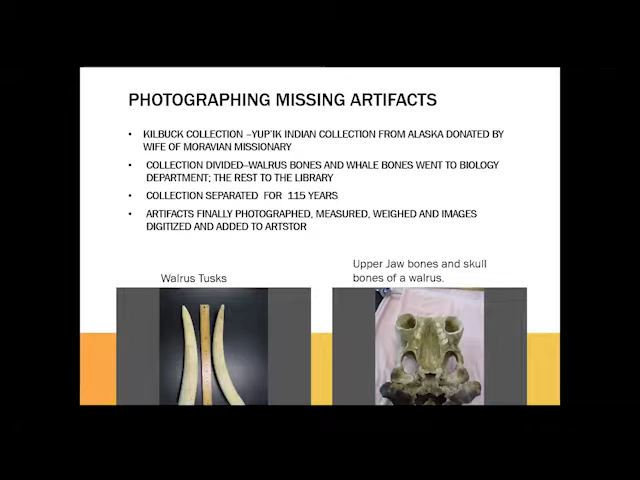 PHOTOGRAPHING MISSING ARTIFACTS
• KILBUCK COLLECTION –YUP'IK INDIAN COLLECTION FROM ALASKA DONATED BY
WIFE OF MORAVIAN MISSIONARY
• COLLECTION DIVIDED–WALRUS BONES AND WHALE BONES WENT TO BIOLOGY
DEPARTMENT; THE REST TO THE LIBRARY
• COLLECTION SEPARATED FOR 115 YEARS
• ARTIFACTS FINALLY PHOTOGRAPHED, MEASURED, WEIGHED AND IMAGES
DIGITIZED AND ADDED TO ARTSTOR
Walrus Tusks
Upper Jaw bones and skull
bones of a walrus.